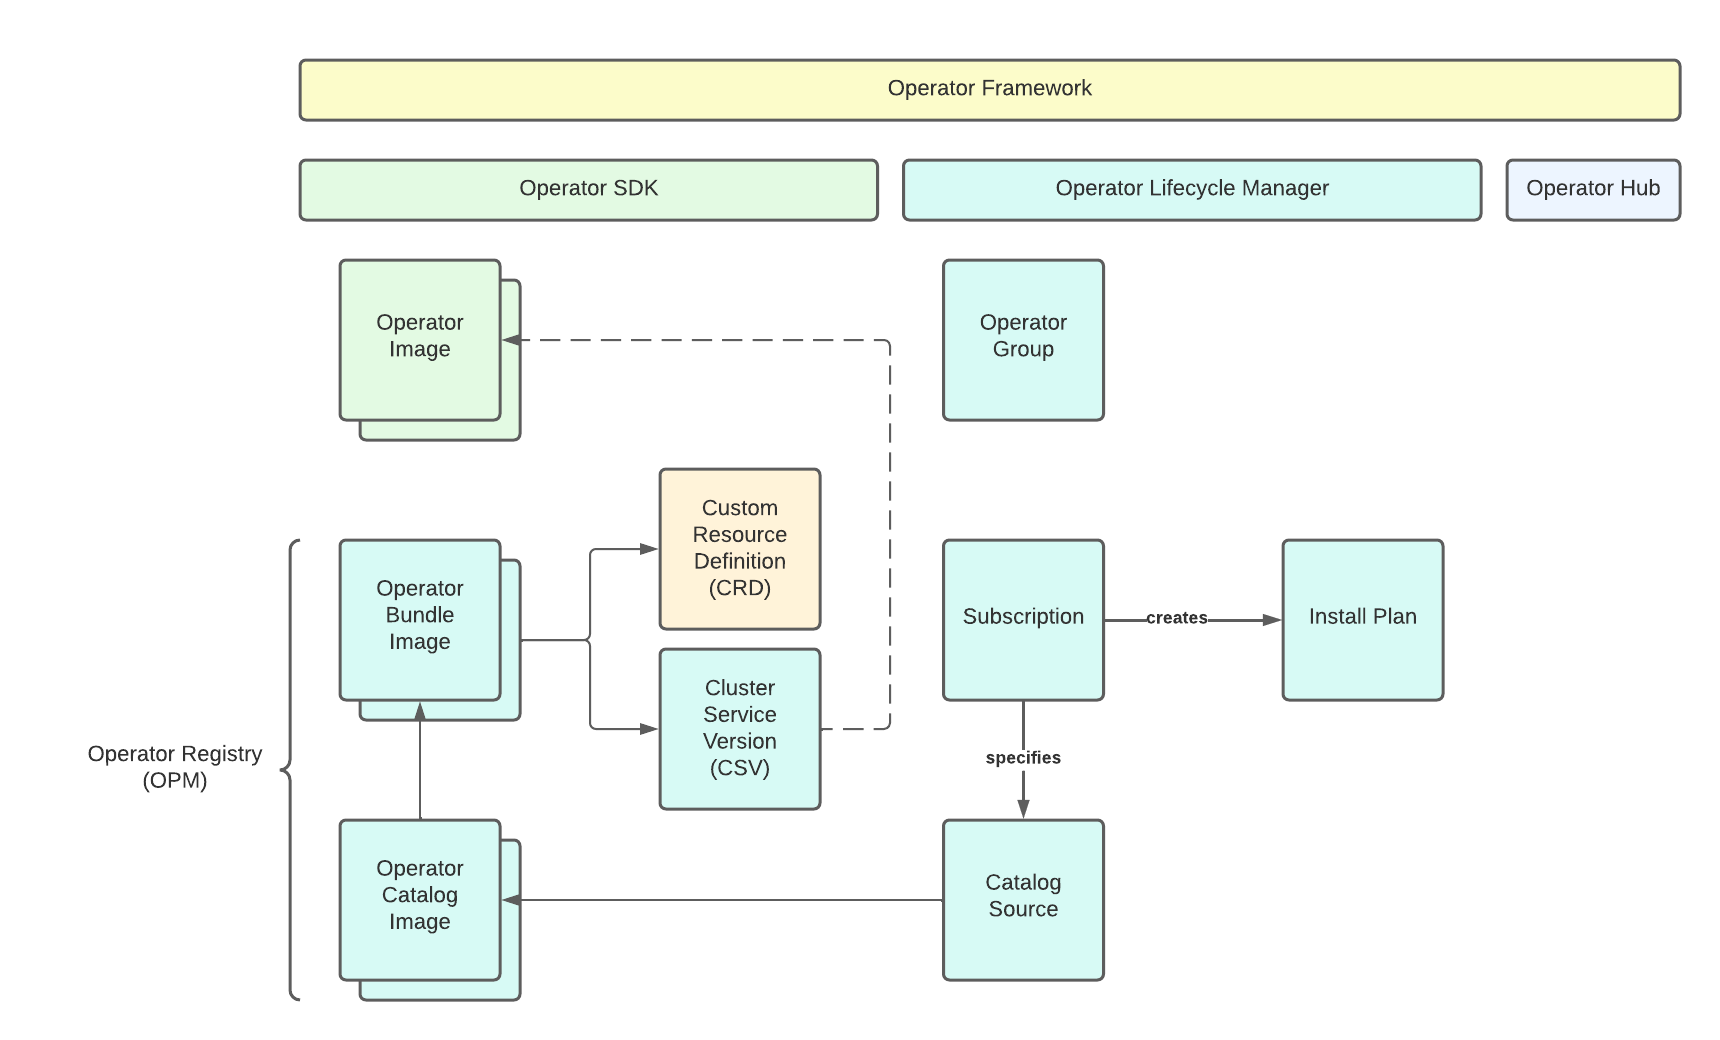 Operator Framework
Operator SDK
Operator Lifecycle Manager
Operator Hub
Operator
Image
Operator
Group
Custom
Resource
Definition
(CRD)
Operator
Bundle
Image
Subscription
creates
Install Plan
Cluster
Service
Version
(CSV)
Operator Registry
(OPM)
specifies
Operator
Catalog
Image
Catalog
Source